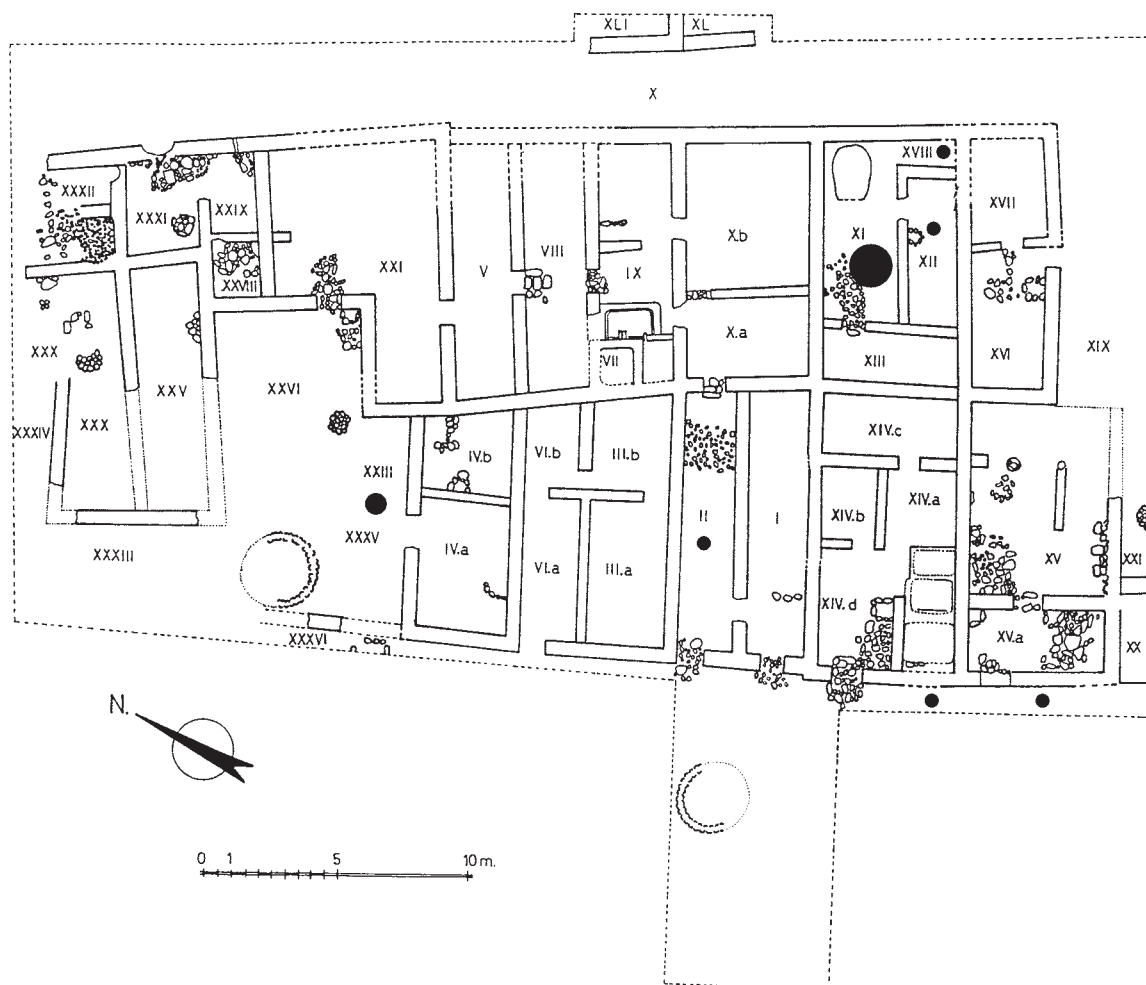 XLI XL
X
XXXII
XXXI
XXIX
XXVIII
XXI
V
VIII
IX
VII
X.b
X.a
XVIII
XI
XII
XIII
XVII
XVI
XIX
XXX
XXX
XXXIV
XXV
XXVI
XXIII
XXXV
XXXIII
XXXVI
IV.b
IV.a
VI.b
III.b
VI.a
III.a
II
I
XIV.c
XIV.b
XIV.a
XIV.d
XV
XV.a
XXI
XX
N.
0 1 5 10 m.